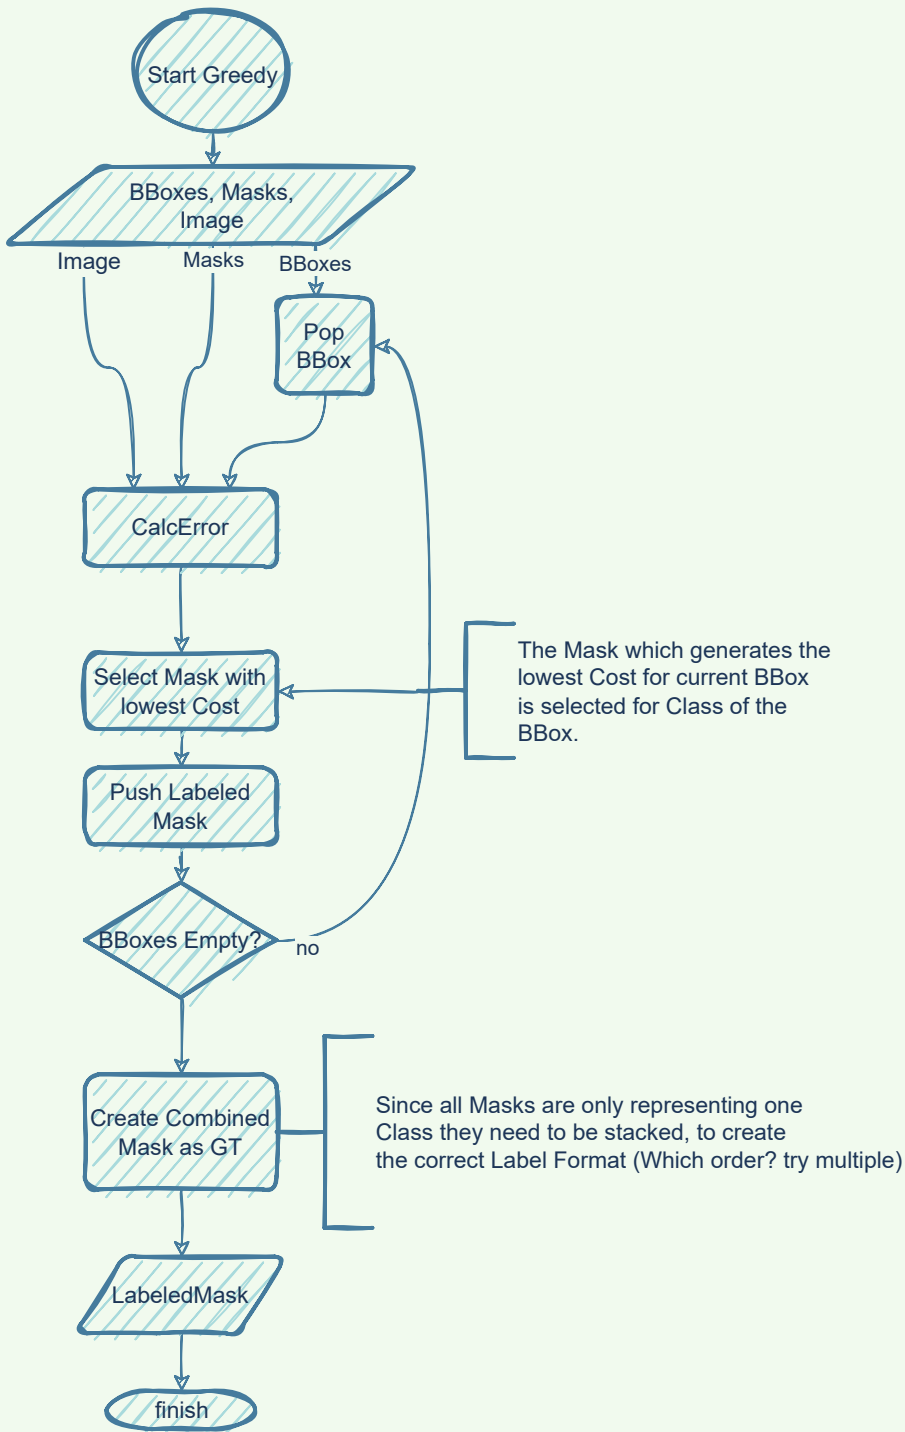 Start Greedy
BBoxes, Masks,
Image
Image
Masks
BBoxes
Pop
BBox
CalcError
Select Mask with
lowest Cost
The Mask which generates the
lowest Cost for current BBox
is selected for Class of the
BBox.
Push Labeled
Mask
BBoxes Empty?
no
Create Combined
Mask as GT
Since all Masks are only representing one
Class they need to be stacked, to create
the correct Label Format (Which order? try multiple)
LabeledMask
finish